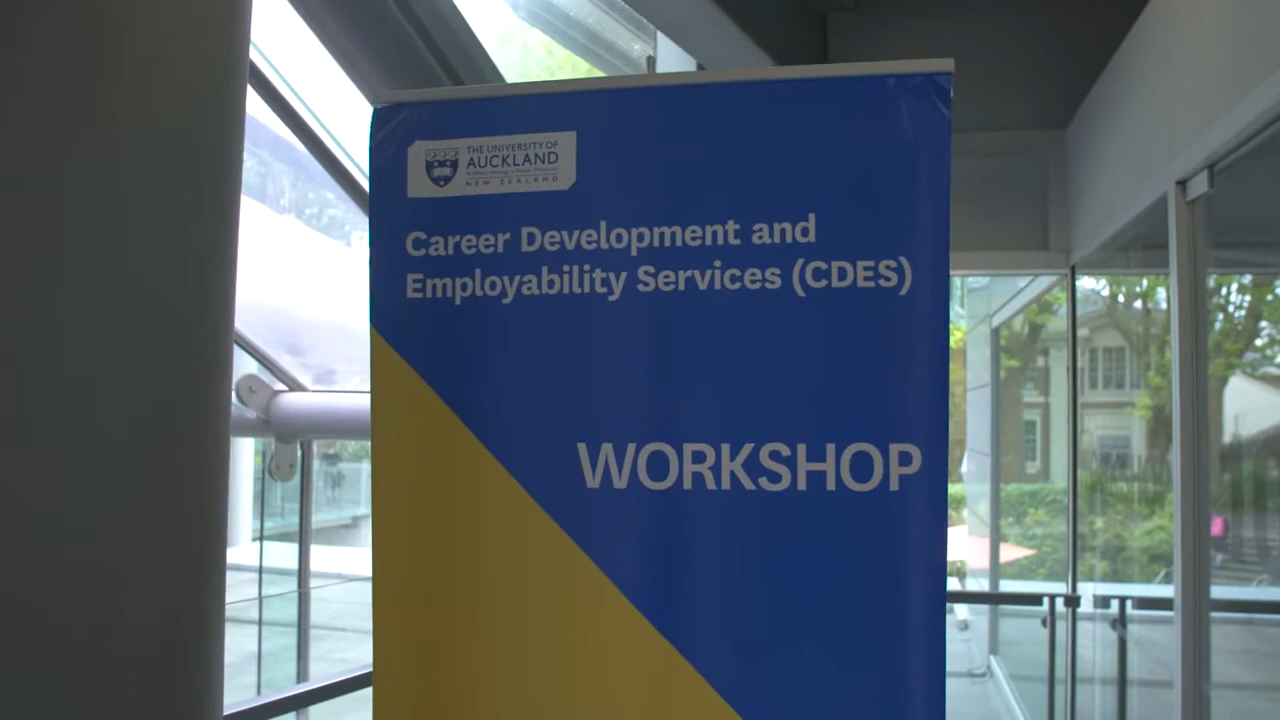 THE UNIVERSITY OF
AUCKLAND
NEW ZEALAND
Career Development and
Employability Services (CDES)
WORKSHOP